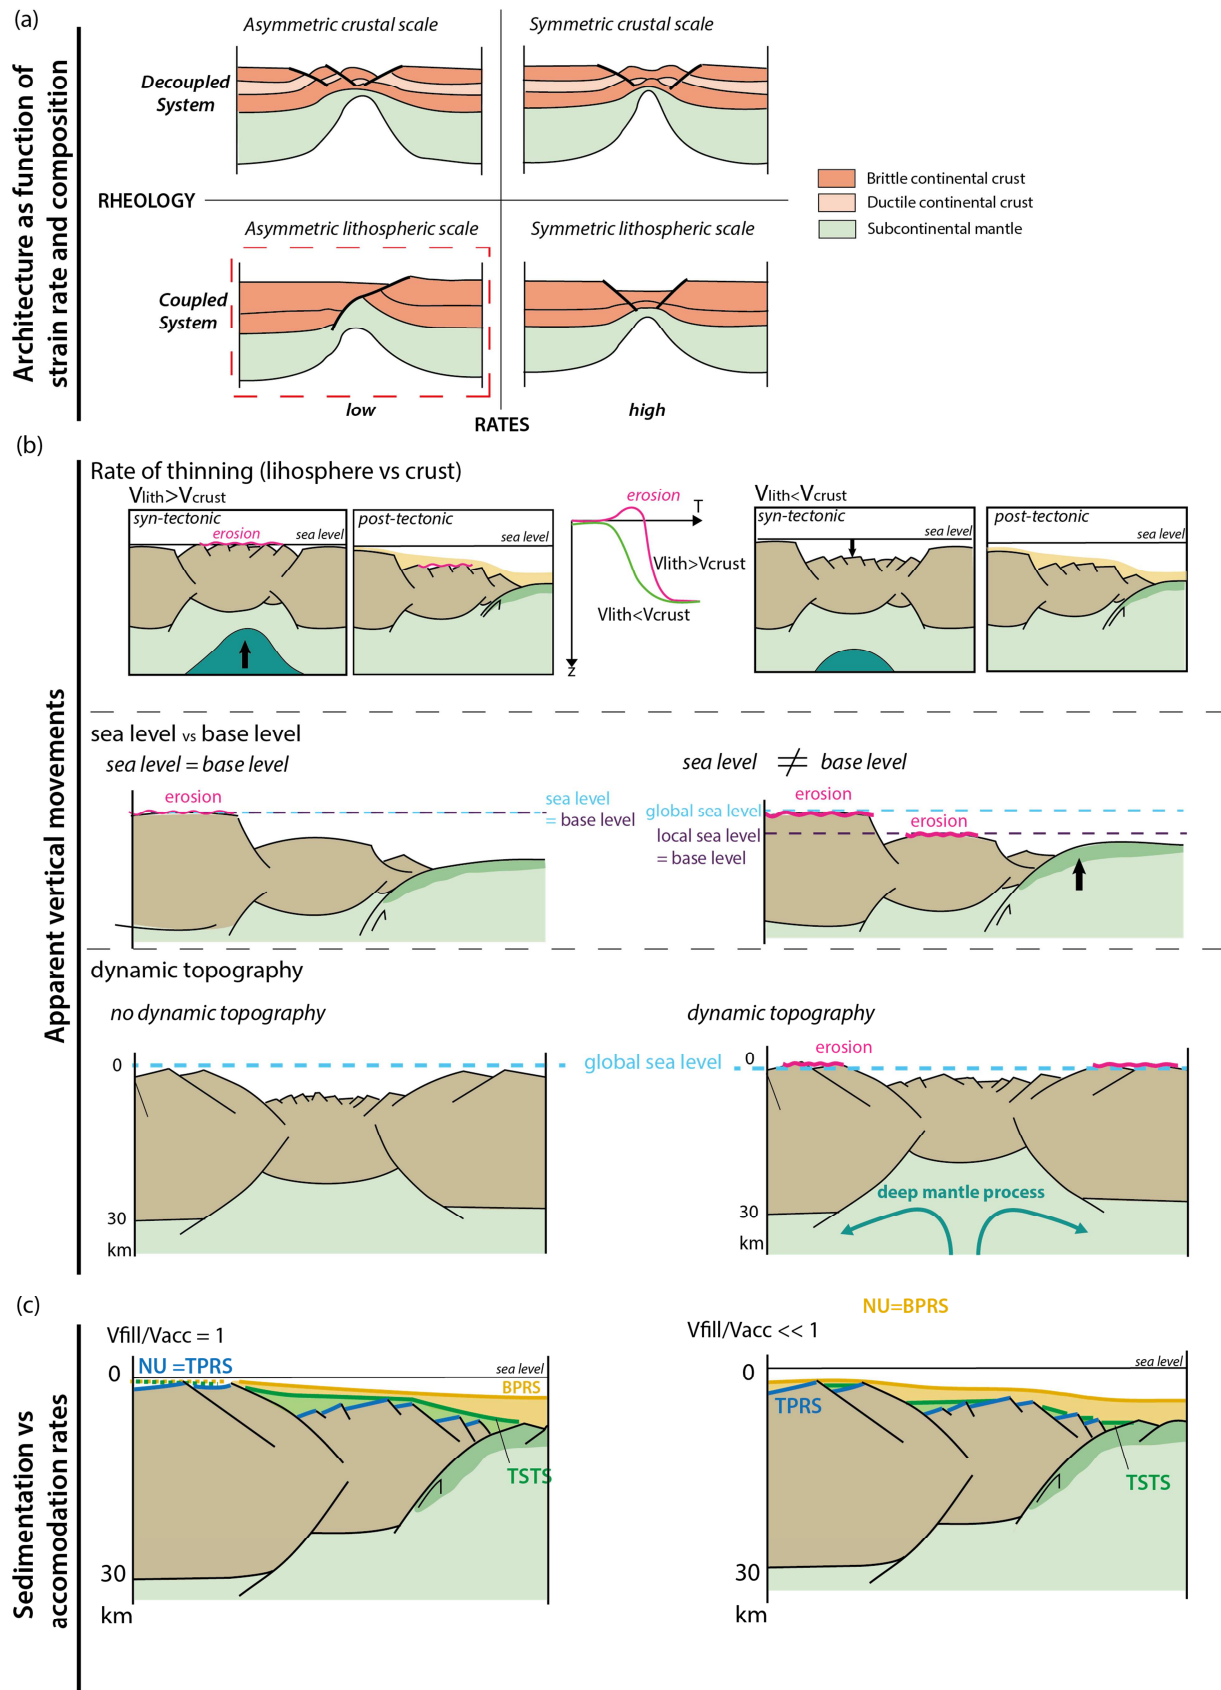 (a)
Architecture as function of
strain rate and composition
Asymmetric crustal scale
Symmetric crustal scale
Decoupled
System
RHEOLOGY
Brittle continental crust
Ductile continental crust
Subcontinental mantle
Asymmetric lithospheric scale
Symmetric lithospheric scale
Coupled
System
low
high
RATES
(b)
Apparent vertical movements
Rate of thinning (lihosphere vs crust)
Vlith>Vcrust
syn-tectonic
erosion
sea level
post-tectonic
sea level
erosion
T
Vlith>Vcrust
Vlith<Vcrust
z
Vlith<Vcrust
syn-tectonic
sea level
post-tectonic
sea level
sea level vs base level
sea level = base level
erosion
sea level
= base level
sea level ≠ base level
erosion
global sea level
erosion
local sea level
= base level
dynamic topography
no dynamic topography
0
global sea level
30
km
dynamic topography
erosion
0
deep mantle process
30
km
(c)
Sedimentation vs
accomodation rates
Vfill/Vacc = 1
NU =TPRS
0
sea level
BPRS
TSTS
30
km
NU=BPRS
Vfill/Vacc << 1
0
sea level
TPRS
TSTS
30
km